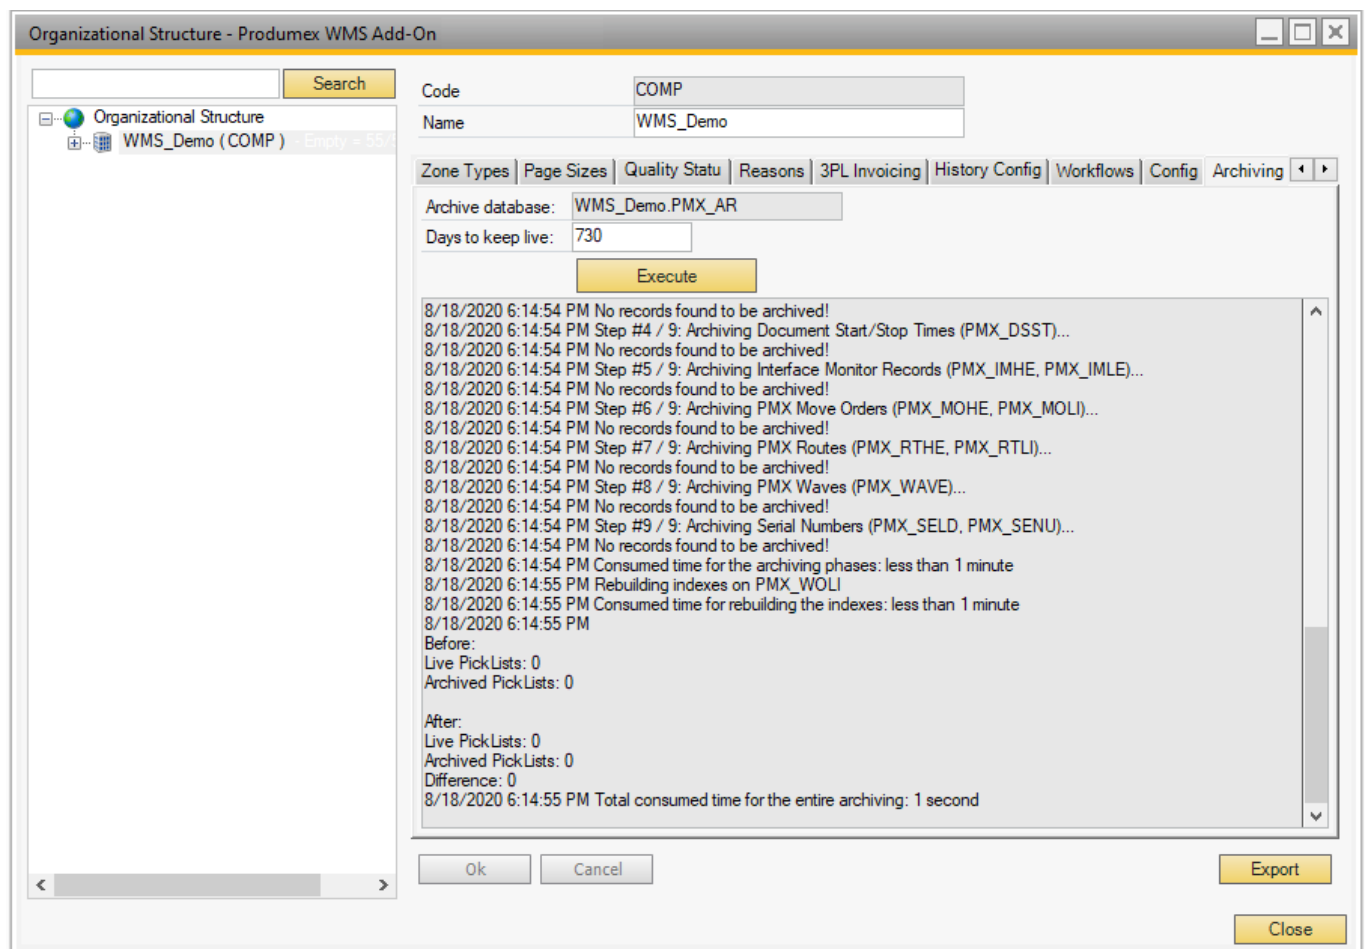 Organizational Structure - Produmex WMS Add-On
Search
Organizational Structure
WMS_Demo ( COMP ) - Empty = 55/
Code COMP
Name WMS_Demo
Zone Types Page Sizes Quality Statu Reasons 3PL Invoicing History Config Workflows Config Archiving
Archive database: WMS_Demo.PMX_AR
Days to keep live: 730
Execute
8/18/2020 6:14:54 PM No records found to be archived!
8/18/2020 6:14:54 PM Step #4 / 9: Archiving Document Start/Stop Times (PMX_DSST)...
8/18/2020 6:14:54 PM No records found to be archived!
8/18/2020 6:14:54 PM Step #5 / 9: Archiving Interface Monitor Records (PMX_IMHE, PMX_IMLE)...
8/18/2020 6:14:54 PM No records found to be archived!
8/18/2020 6:14:54 PM Step #6 / 9: Archiving PMX Move Orders (PMX_MOHE, PMX_MOLI)...
8/18/2020 6:14:54 PM No records found to be archived!
8/18/2020 6:14:54 PM Step #7 / 9: Archiving PMX Routes (PMX_RTHE, PMX_RTLI)...
8/18/2020 6:14:54 PM No records found to be archived!
8/18/2020 6:14:54 PM Step #8 / 9: Archiving PMX Waves (PMX_WAVE)...
8/18/2020 6:14:54 PM No records found to be archived!
8/18/2020 6:14:54 PM Step #9 / 9: Archiving Serial Numbers (PMX_SELD, PMX_SENU)...
8/18/2020 6:14:54 PM No records found to be archived!
8/18/2020 6:14:54 PM Consumed time for the archiving phases: less than 1 minute
8/18/2020 6:14:55 PM Rebuilding indexes on PMX_WOLI
8/18/2020 6:14:55 PM Consumed time for rebuilding the indexes: less than 1 minute
8/18/2020 6:14:55 PM
Before:
Live PickLists: 0
Archived PickLists: 0
After:
Live PickLists: 0
Archived PickLists: 0
Difference: 0
8/18/2020 6:14:55 PM Total consumed time for the entire archiving: 1 second
Ok Cancel Export
Close